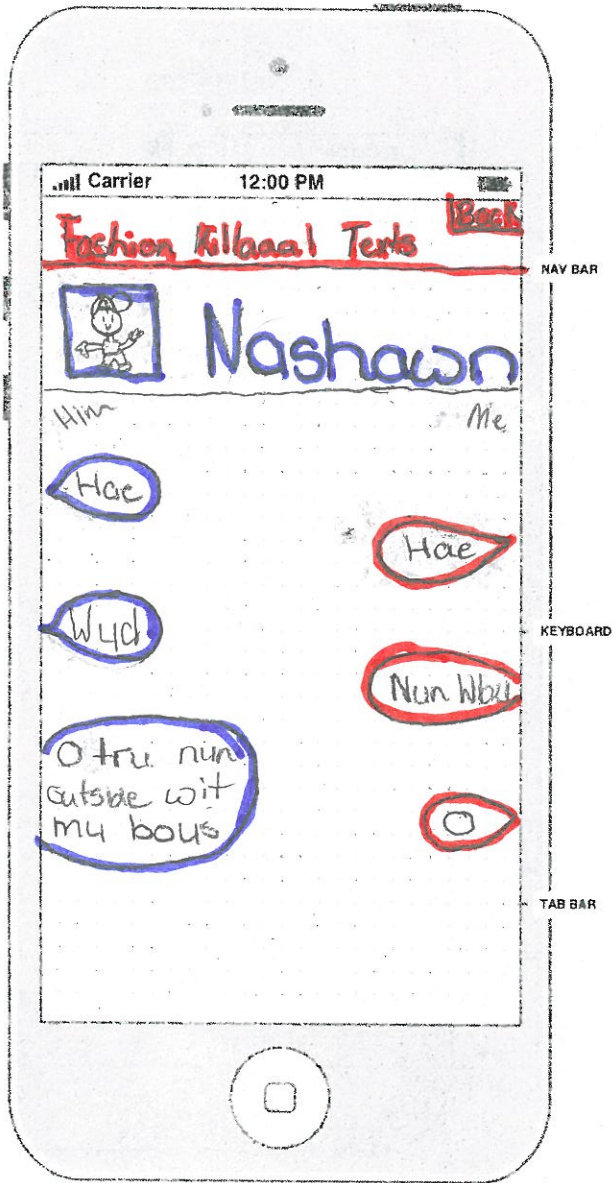 Carrier 12:00 PM
Back
Fashion Killaaal Texts
NAV BAR
Nashawn
Him Me
Hae
Hae
Wyd
KEYBOARD
Nun Wbu
O tru nun
outside wit
my boys
O
TAB BAR